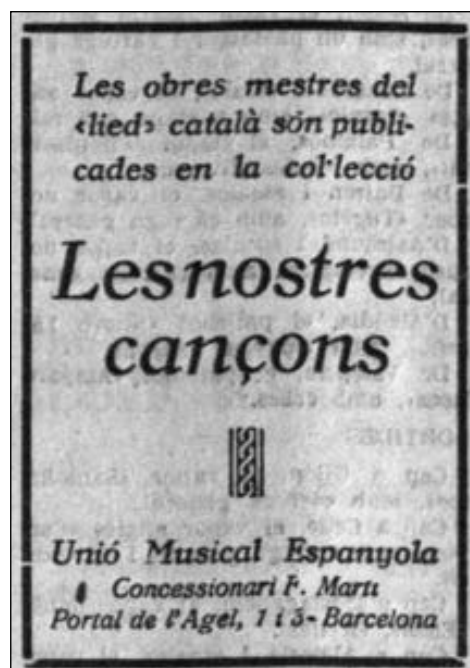 Les obres mestres del
«lied» català són publi-
cades en la col·lecció
Les nostres
cançons
Unió Musical Espanyola
Concessionari F. Martí
Portal de l'Agel, 1 i 3 - Barcelona